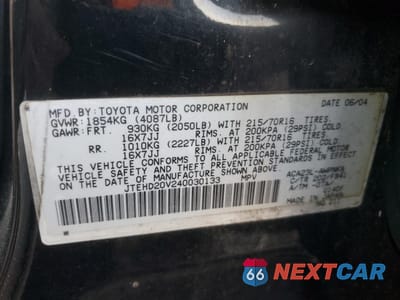 MFD. BY: TOYOTA MOTOR CORPORATION DATE 06/04
GVWR: 1854KG (4087LB)
GAWR: FRT. 930KG (2050LB) WITH 215/70R16 TIRES,
16X7JJ RIMS, AT 200KPA (29PSI) COLD
RR. 1010KG (2227LB) WITH 215/70R16 TIRES,
16X7JJ RIMS, AT 200KPA (29PSI) COLD
THIS VEHICLE CONFORMS TO ALL APPLICABLE FEDERAL MOTOR
VEHICLE SAFETY AND THEFT PREVENTION STANDARDS IN EFFECT ON
THE DATE OF MANUFACTURE SHOWN ABOVE.
JTEHD20V240030133 MPV
C/TR: 202/FB41
66 NEXTCAR